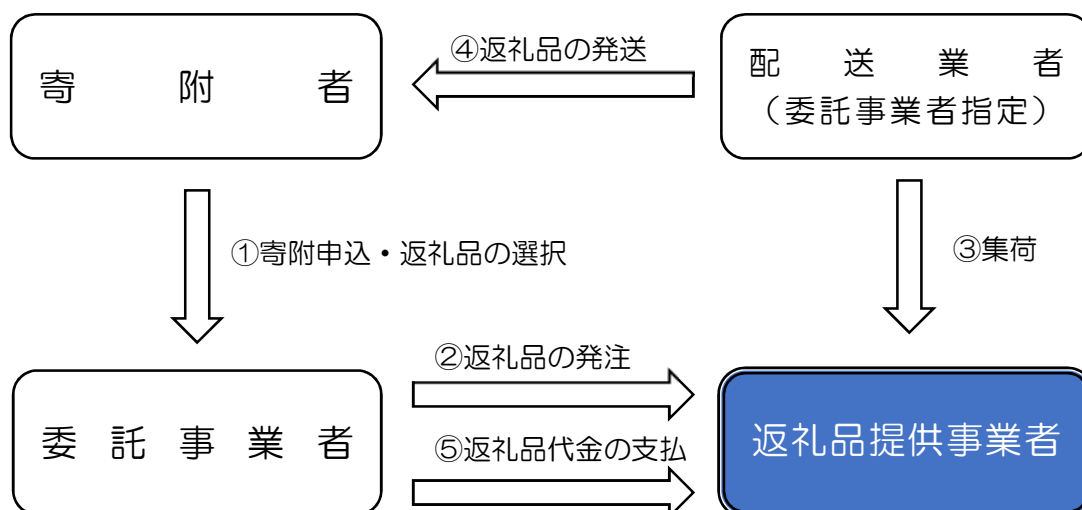 寄附者
④返礼品の発送
配送業者
（委託事業者指定）
①寄附申込・返礼品の選択
③集荷
委託事業者
②返礼品の発注
⑤返礼品代金の支払
返礼品提供事業者